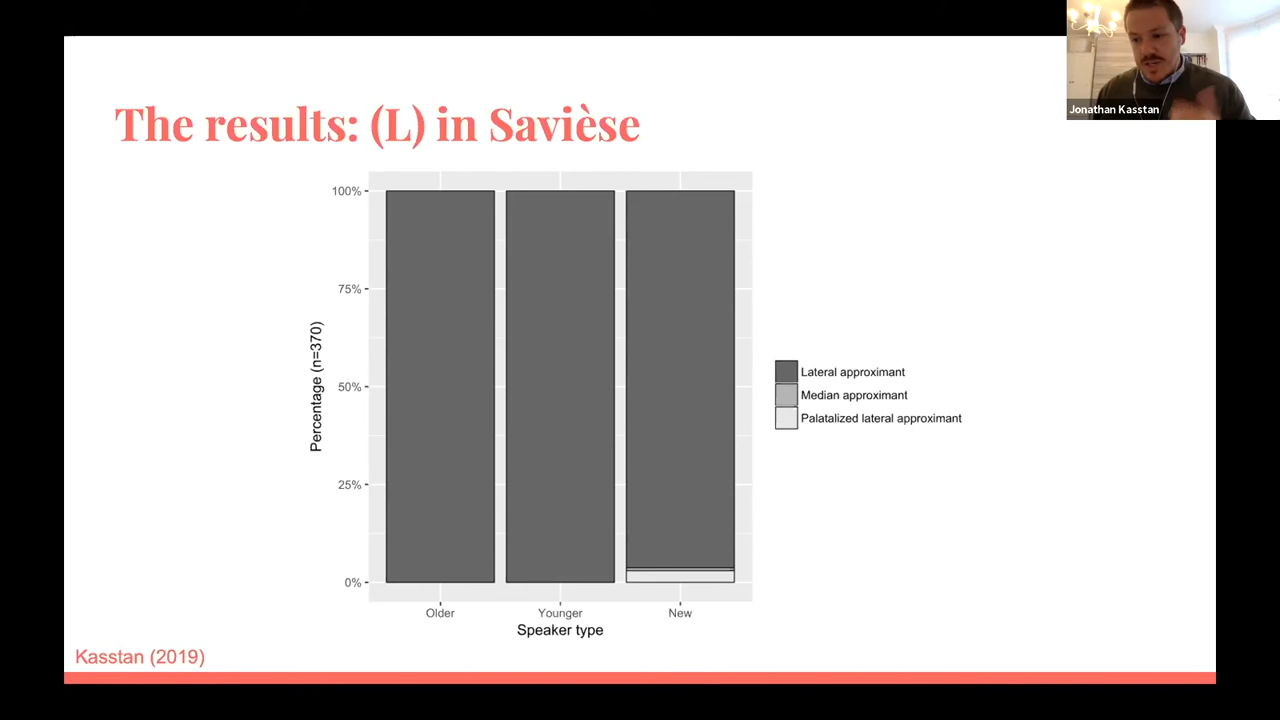 Jonathan Kasstan
The results: (L) in Savièse
100%
75%
50%
25%
0%
Percentage (n=370)
Older Younger New
Speaker type
Lateral approximant
Median approximant
Palatalized lateral approximant
Kasstan (2019)